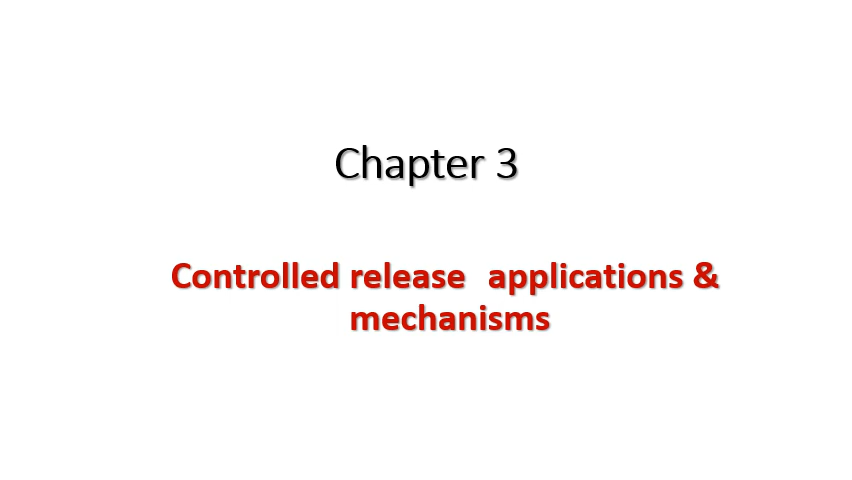 Chapter 3
Controlled release applications &
mechanisms